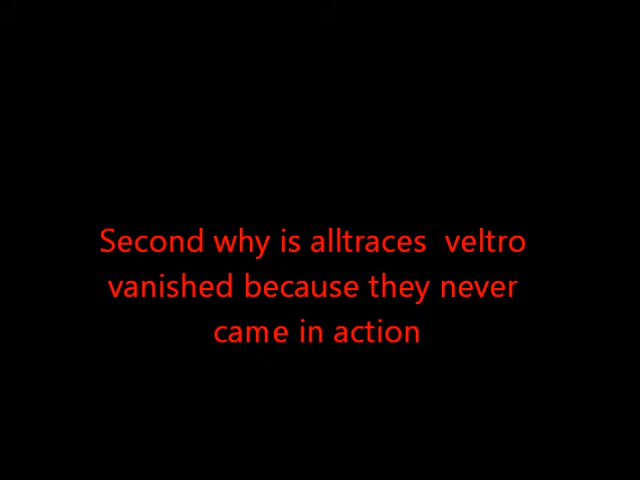 Second why is alltraces  veltro
vanished because they never
came in action